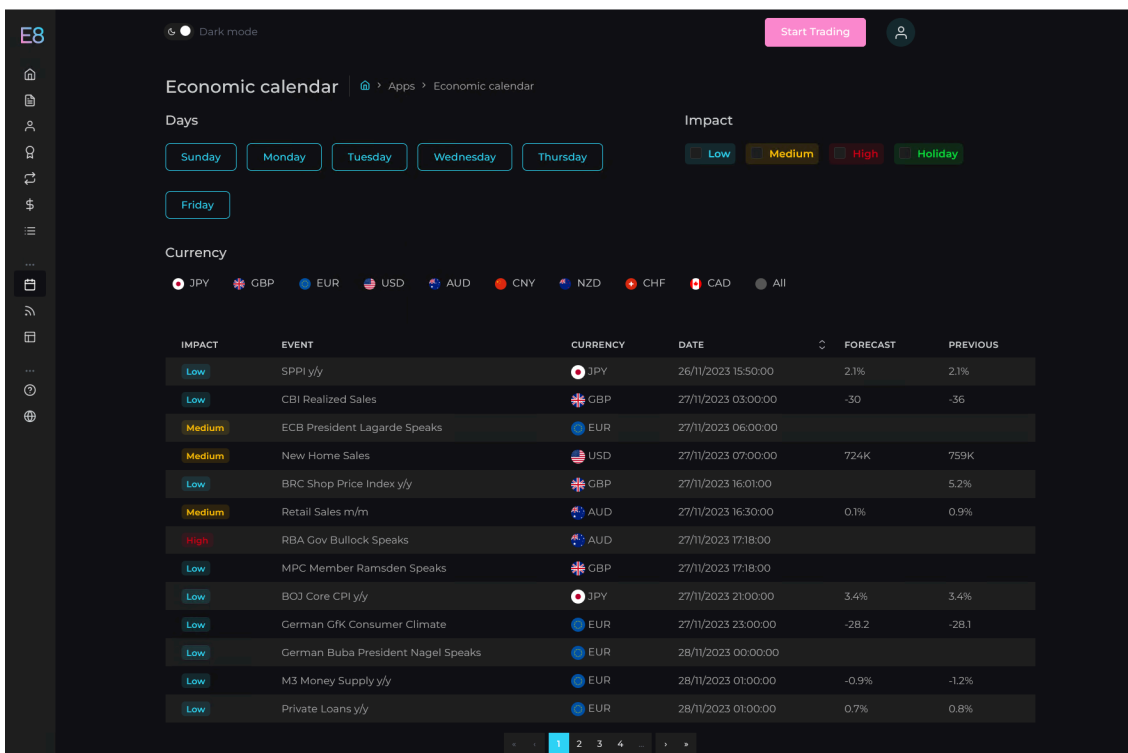 E8
Dark mode
Start Trading
Economic calendar
Apps > Economic calendar
Days
Impact
Sunday Monday Tuesday Wednesday Thursday
Low Medium High Holiday
Friday
Currency
JPY GBP EUR USD AUD CNY NZD CHF CAD All
IMPACT EVENT CURRENCY DATE FORECAST PREVIOUS
Low SPPI y/y JPY 26/11/2023 15:50:00 2.1% 2.1%
Low CBI Realized Sales GBP 27/11/2023 03:00:00 -30 -36
Medium ECB President Lagarde Speaks EUR 27/11/2023 06:00:00
Medium New Home Sales USD 27/11/2023 07:00:00 724K 759K
Low BRC Shop Price Index y/y GBP 27/11/2023 16:01:00 5.2%
Medium Retail Sales m/m AUD 27/11/2023 16:30:00 0.1% 0.9%
High RBA Gov Bullock Speaks AUD 27/11/2023 17:18:00
Low MPC Member Ramsden Speaks GBP 27/11/2023 17:18:00
Low BOJ Core CPI y/y JPY 27/11/2023 21:00:00 3.4% 3.4%
Low German GfK Consumer Climate EUR 27/11/2023 23:00:00 -28.2 -28.1
Low German Buba President Nagel Speaks EUR 28/11/2023 00:00:00
Low M3 Money Supply y/y EUR 28/11/2023 01:00:00 -0.9% -1.2%
Low Private Loans y/y EUR 28/11/2023 01:00:00 0.7% 0.8%
« ‹ 1 2 3 4 ... › »